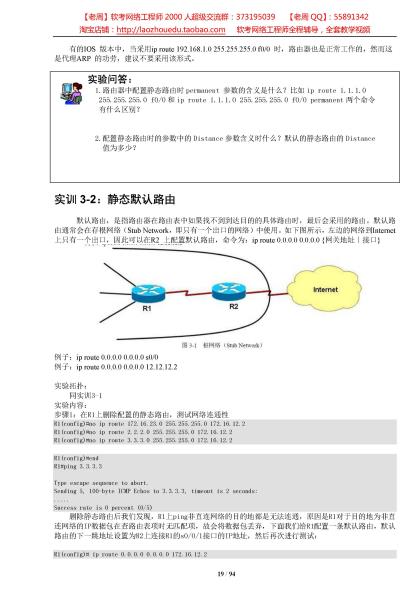 【老周】软考网络工程师 2000 人超级交流群：373195039 【老周 QQ】：55891342
淘宝店铺：http://laozhouedu.taobao.com 软考网络工程师全程辅导，全套教学视频
有的IOS 版本中，当采用ip route 192.168.1.0 255.255.255.0 f0/0 时，路由器也是正常工作的，然而这
是代理ARP 的功劳，建议不要采用该形式。
实验问答：
1.路由器中配置静态路由时 permanent 参数的含义是什么？比如 ip route 1.1.1.0
255.255.255.0 f0/0 和 ip route 1.1.1.0 255.255.255.0 f0/0 permanent 两个命令
有什么区别？
2.配置静态路由时的参数中的 Distance 参数含义时什么？默认的静态路由的 Distance
值为多少？
实训 3-2：静态默认路由
默认路由，是指路由器在路由表中如果找不到到达目的的具体路由时，最后会采用的路由。默认路
由通常会在存根网络（Stub Network，即只有一个出口的网络）中使用。如下图所示，左边的网络到Internet
上只有一个出口，因此可以在R2 上配置默认路由，命令为：ip route 0.0.0.0 0.0.0.0 {网关地址 | 接口}
R1
R2
Internet
图 3-1 根网络（Stub Network）
例子：ip route 0.0.0.0 0.0.0.0 s0/0
例子：ip route 0.0.0.0 0.0.0.0 12.12.12.2
实验拓扑：
同实训3-1
实验内容：
步骤1：在R1上删除配置的静态路由，测试网络连通性
R1(config)#no ip route 172.16.23.0 255.255.255.0 172.16.12.2
R1(config)#no ip route 2.2.2.0 255.255.255.0 172.16.12.2
R1(config)#no ip route 3.3.3.0 255.255.255.0 172.16.12.2
R1(config)#end
R1#ping 3.3.3.3
Type escape sequence to abort.
Sending 5, 100-byte ICMP Echos to 3.3.3.3, timeout is 2 seconds:
.....
Success rate is 0 percent (0/5)
删除静态路由后我们发现，R1上ping非直连网络的目的地都是无法连通，原因是R1对于目的地为非直
连网络的IP数据包在查路由表项时无匹配项，故会将数据包丢弃，下面我们给R1配置一条默认路由，默认
路由的下一跳地址设置为R2上连接R1的s0/0/1接口的IP地址，然后再次进行测试：
R1(config)# ip route 0.0.0.0 0.0.0.0 172.16.12.2
19 / 94